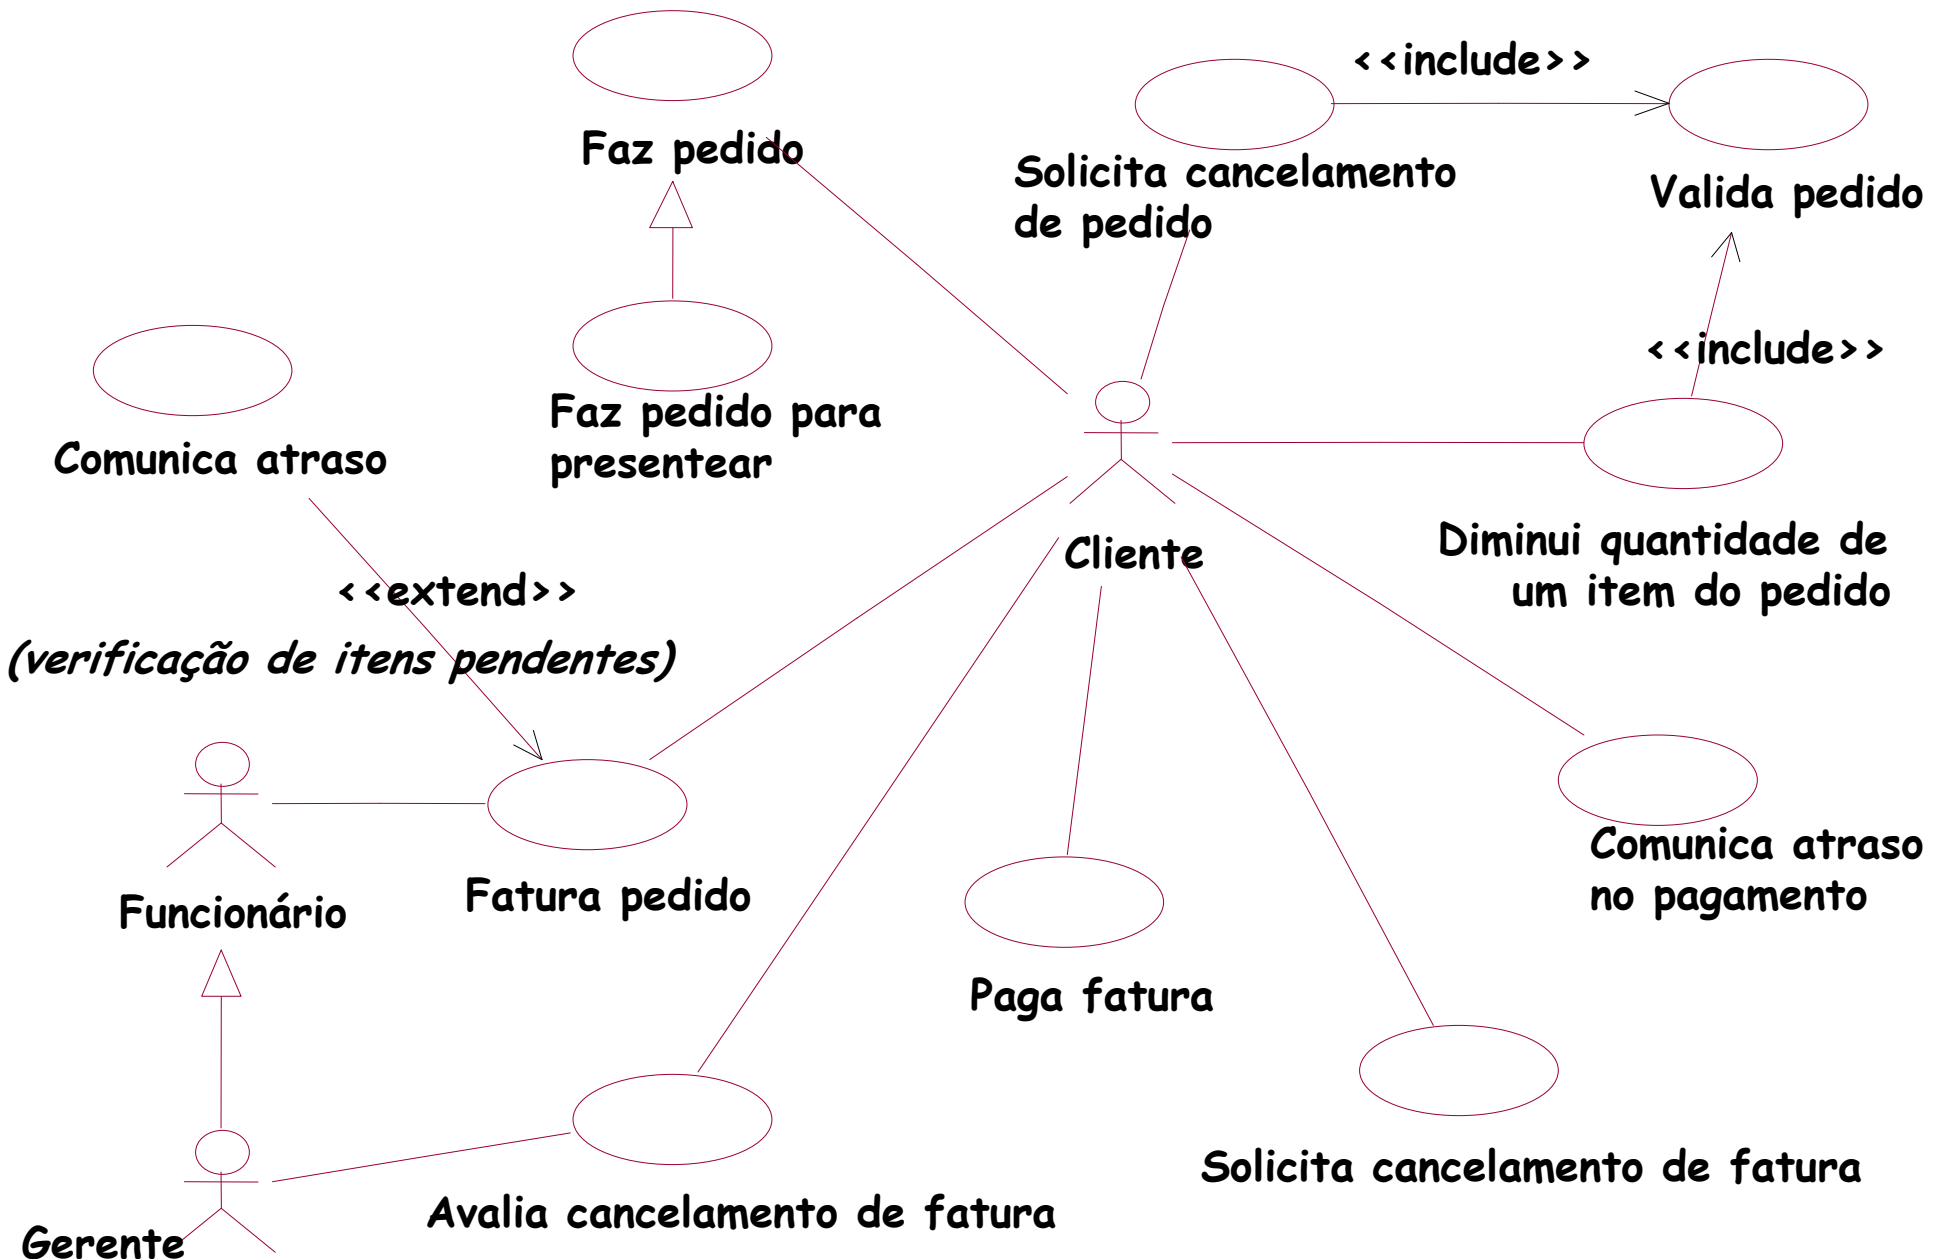 <<include>>
Faz pedido
Solicita cancelamento
de pedido
Valida pedido
<<include>>
Faz pedido para
presentear
Comunica atraso
Cliente
Diminui quantidade de
um item do pedido
<<extend>>
(verificação de itens pendentes)
Comunica atraso
no pagamento
Fatura pedido
Funcionário
Paga fatura
Solicita cancelamento de fatura
Avalia cancelamento de fatura
Gerente